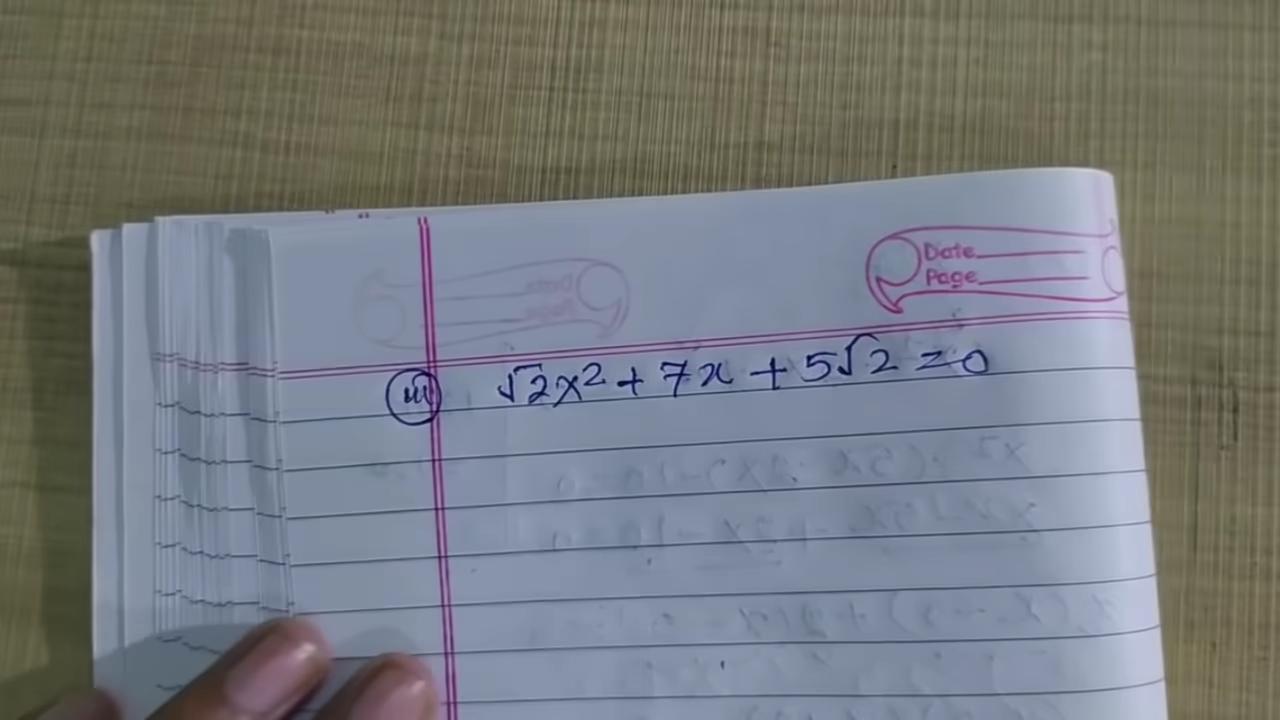 Date
Page
(iii) √2x² + 7x + 5√2 = 0